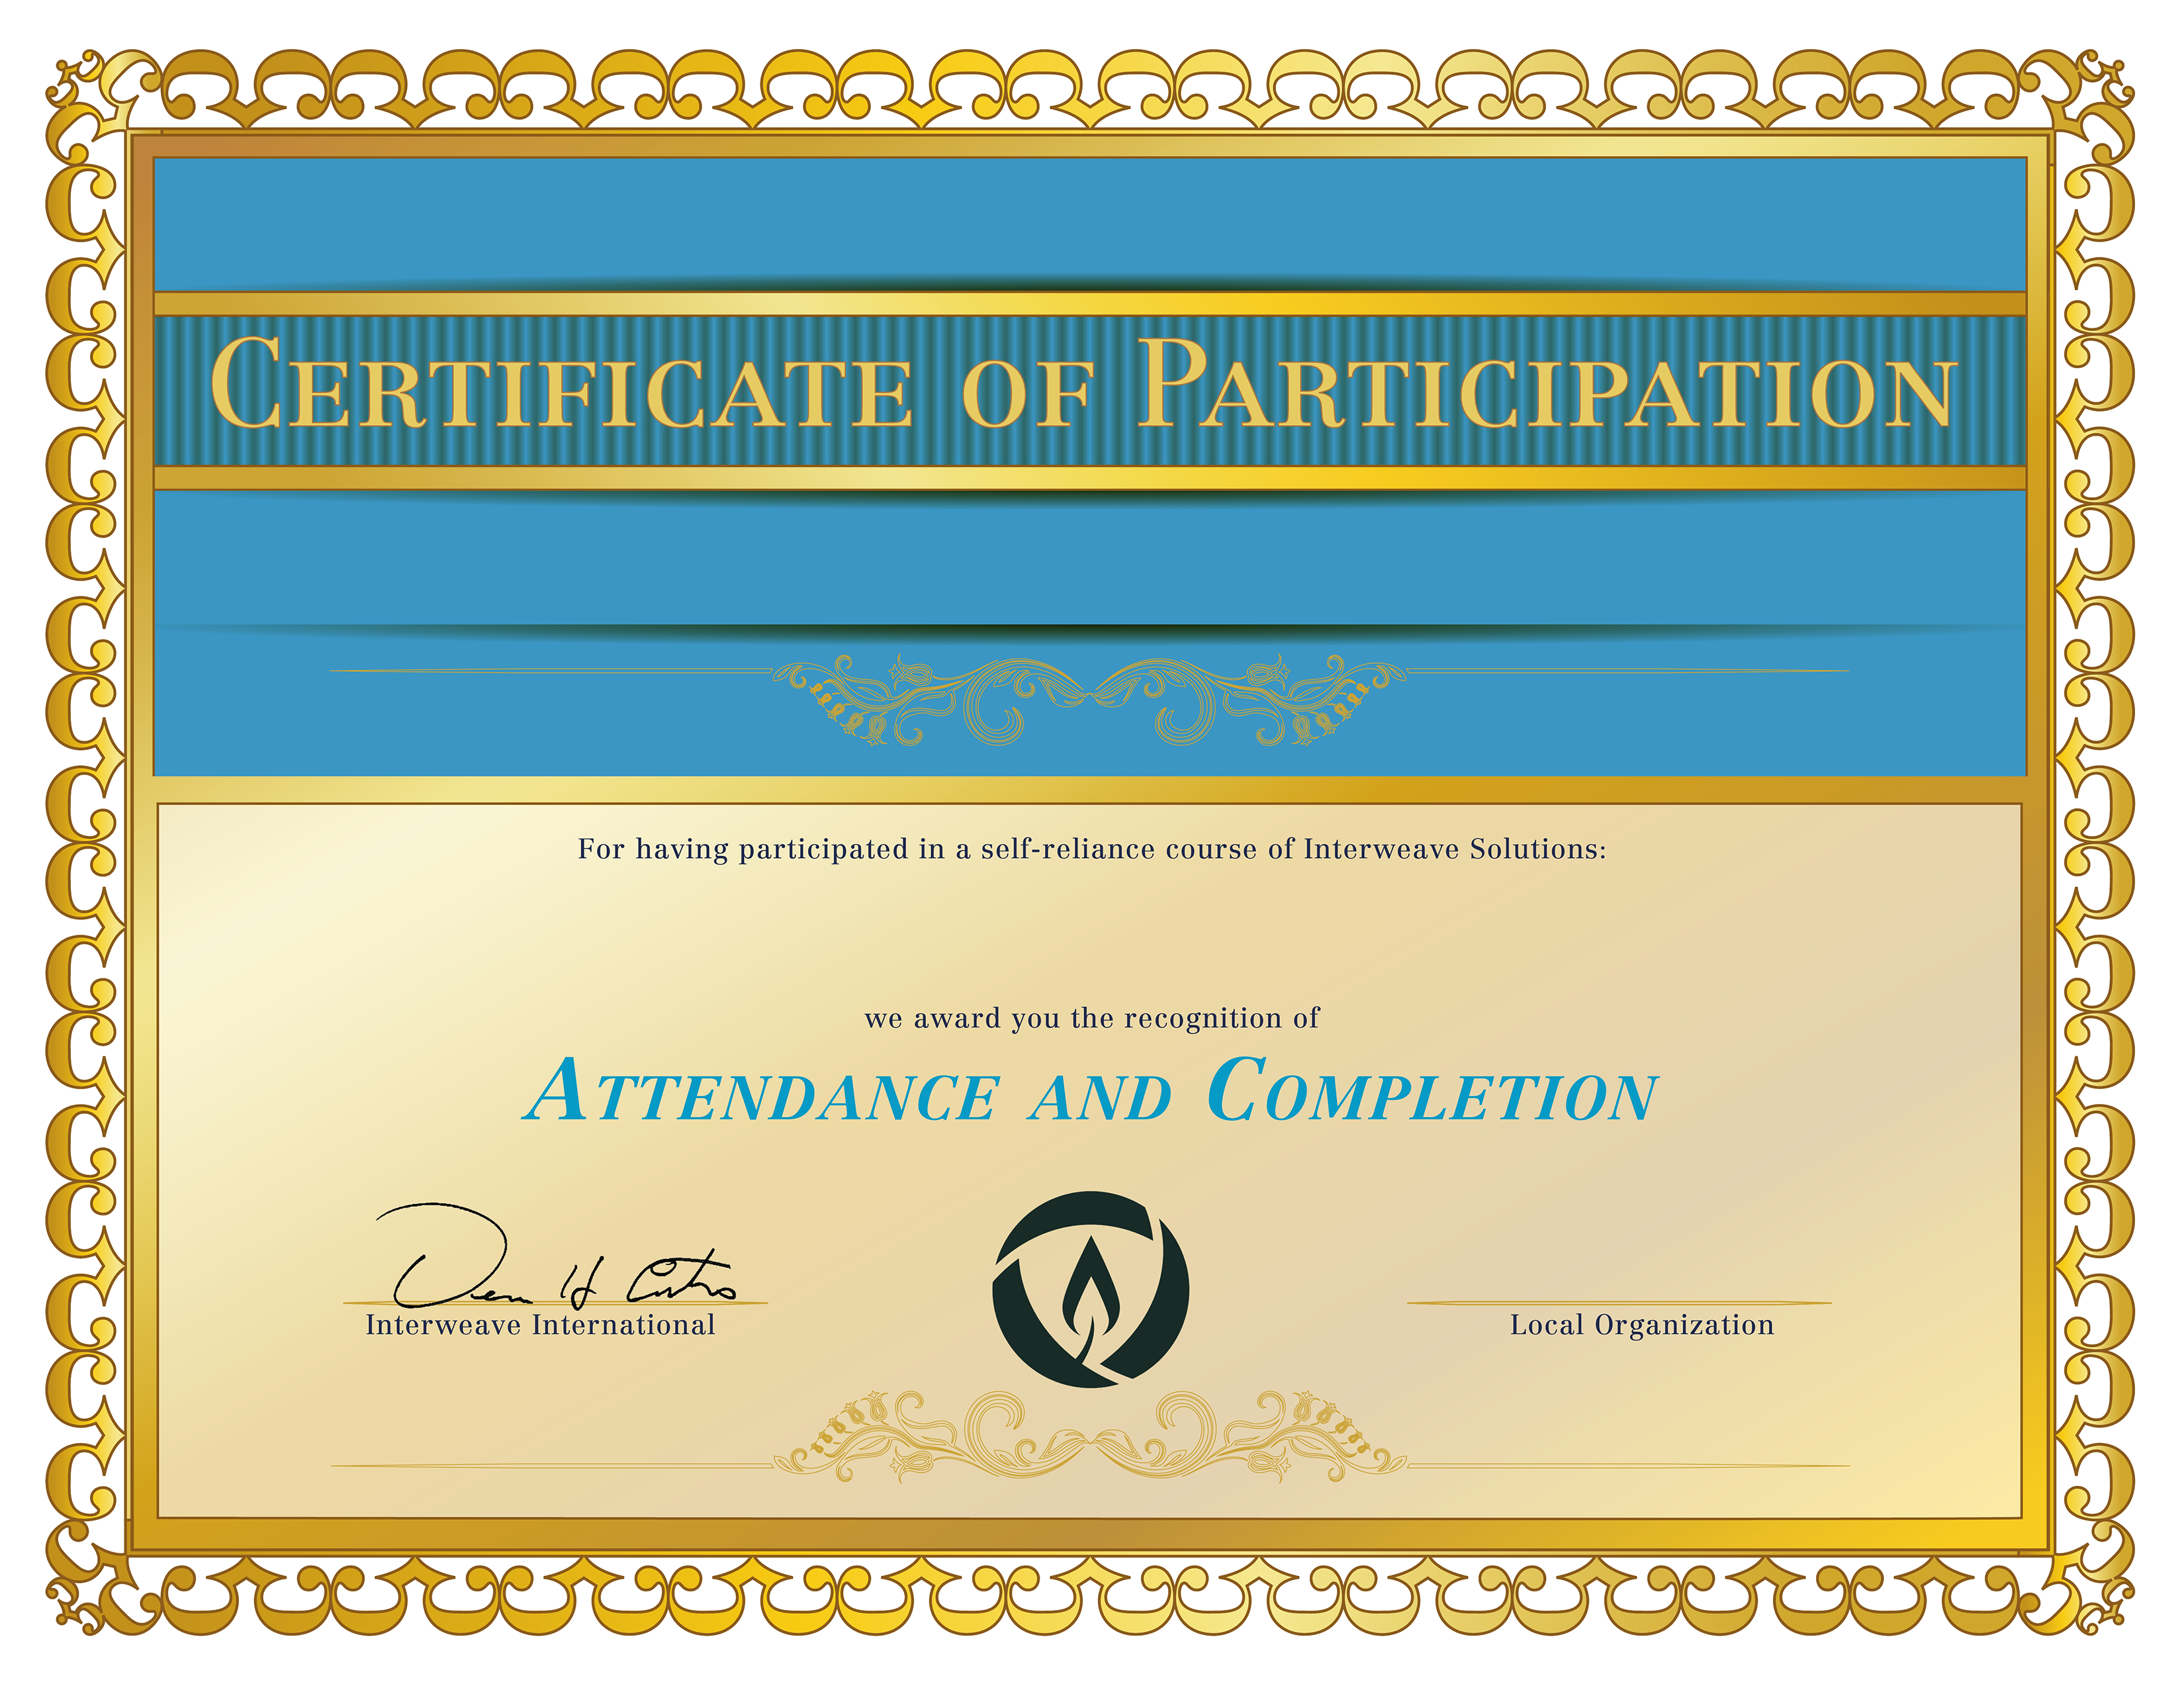 Certificate of Participation
For having participated in a self-reliance course of Interweave Solutions:
we award you the recognition of
Attendance and Completion
Interweave International
Local Organization